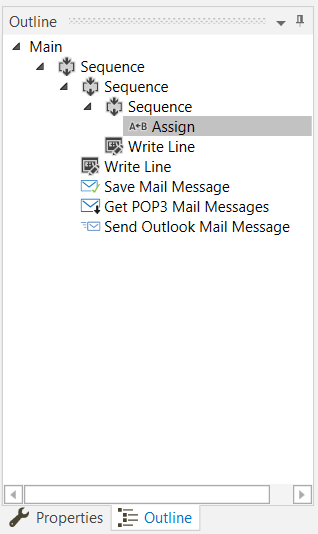 Outline
Main
Sequence
Sequence
Sequence
A←B Assign
Write Line
Write Line
Save Mail Message
Get POP3 Mail Messages
Send Outlook Mail Message
Properties Outline